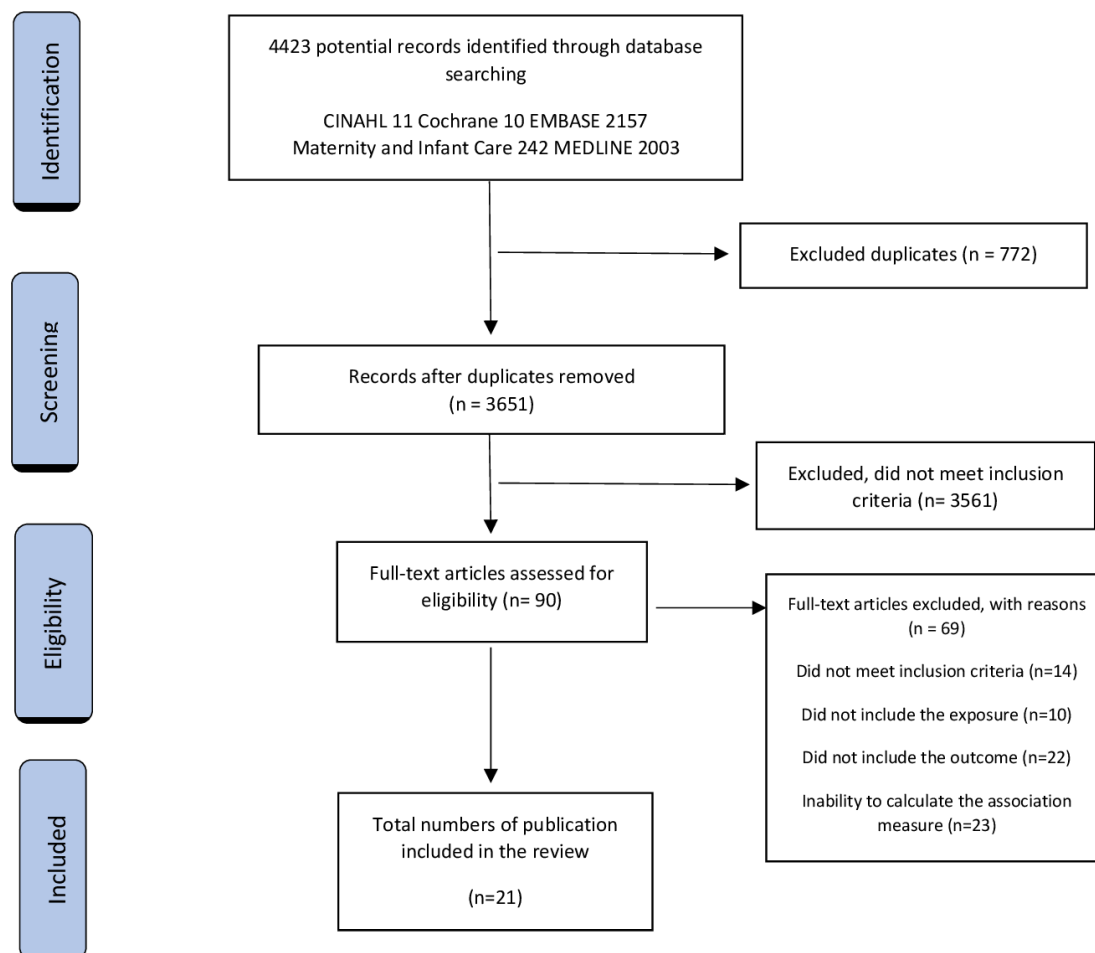 Identification
4423 potential records identified through database
searching
CINAHL 11 Cochrane 10 EMBASE 2157
Maternity and Infant Care 242 MEDLINE 2003
Excluded duplicates (n = 772)
Screening
Records after duplicates removed
(n = 3651)
Excluded, did not meet inclusion
criteria (n= 3561)
Eligibility
Full-text articles assessed for
eligibility (n= 90)
Full-text articles excluded, with reasons
(n = 69)
Did not meet inclusion criteria (n=14)
Did not include the exposure (n=10)
Did not include the outcome (n=22)
Inability to calculate the association
measure (n=23)
Included
Total numbers of publication
included in the review
(n=21)